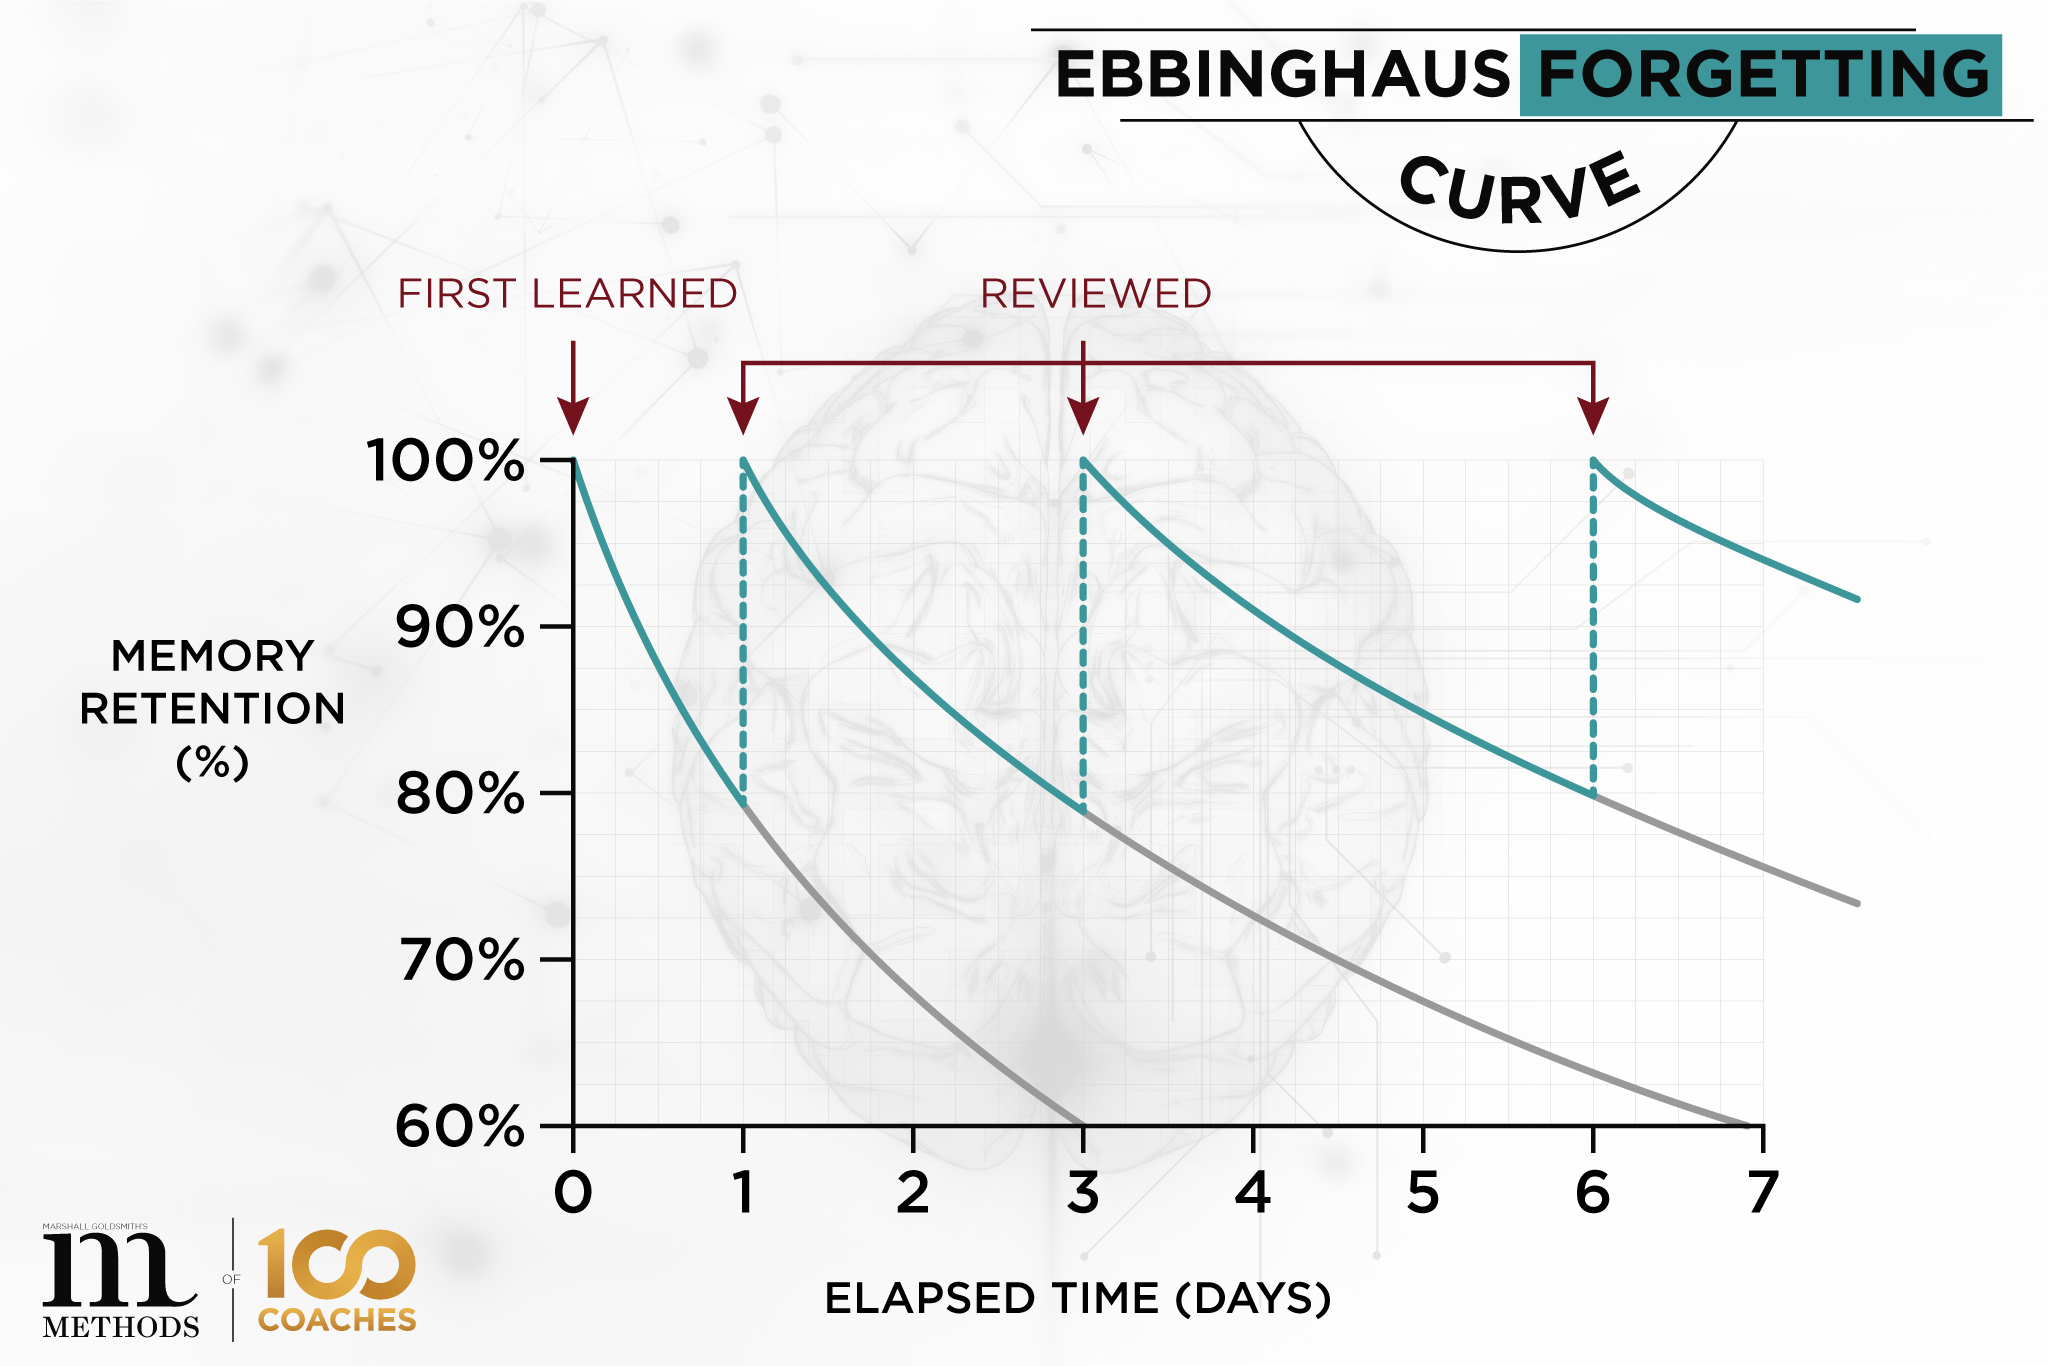 EBBINGHAUS FORGETTING
CURVE
FIRST LEARNED
REVIEWED
100%
90%
80%
70%
60%
MEMORY
RETENTION
(%)
0 1 2 3 4 5 6 7
ELAPSED TIME (DAYS)
MARSHALL GOLDSMITH'S
m
METHODS
OF
100
COACHES